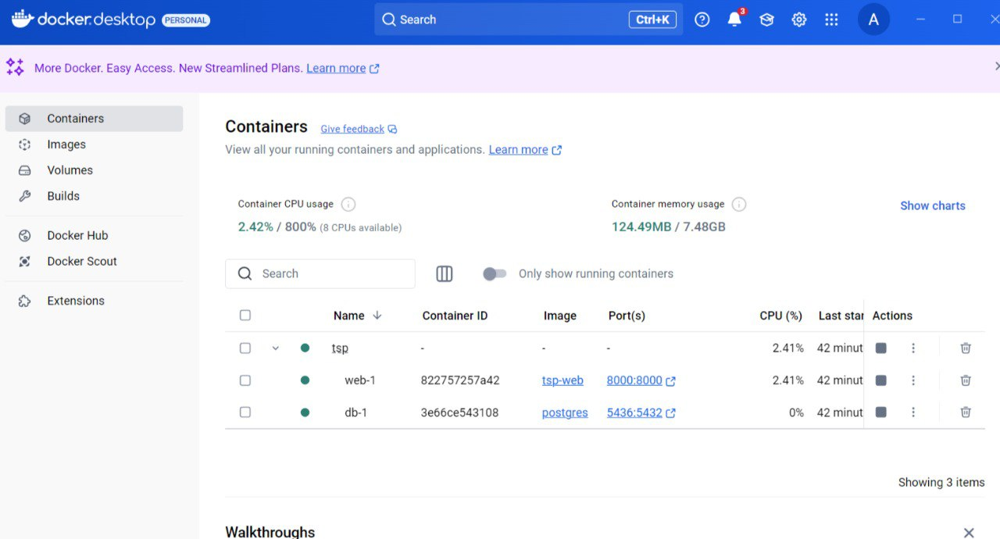 docker.desktop PERSONAL Search Ctrl+K 3 A
More Docker. Easy Access. New Streamlined Plans. Learn more
Containers
Images
Volumes
Builds
Docker Hub
Docker Scout
Extensions
Containers Give feedback
View all your running containers and applications. Learn more
Container CPU usage
2.42% / 800% (8 CPUs available)
Container memory usage
124.49MB / 7.48GB
Show charts
Search Only show running containers
Name Container ID Image Port(s) CPU (%) Last star Actions
tsp - - - 2.41% 42 minut
web-1 822757257a42 tsp-web 8000:8000 2.41% 42 minut
db-1 3e66ce543108 postgres 5436:5432 0% 42 minut
Showing 3 items
Walkthroughs